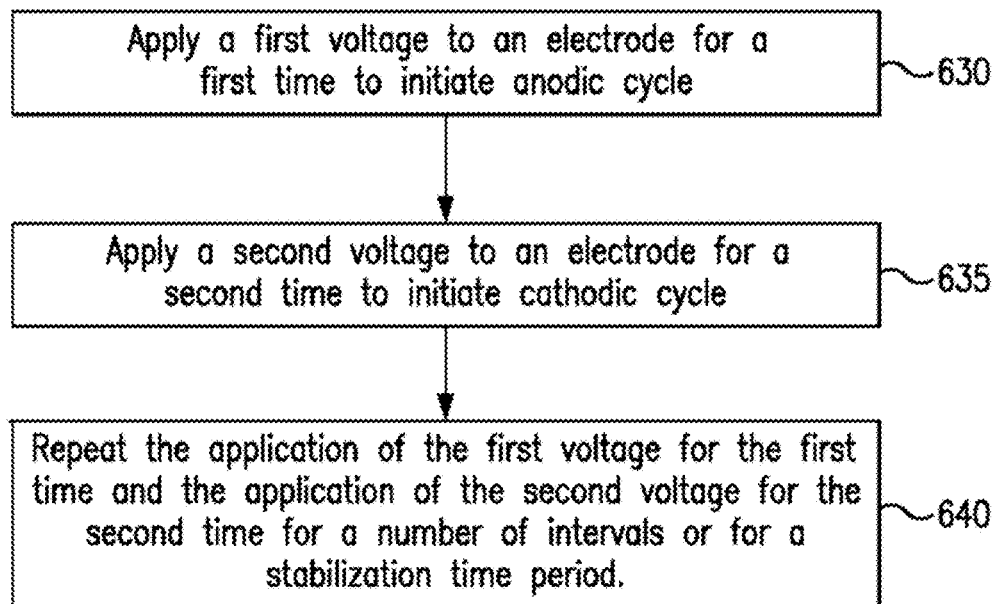 Apply a first voltage to an electrode for a
first time to initiate anodic cycle
630
Apply a second voltage to an electrode for a
second time to initiate cathodic cycle
635
Repeat the application of the first voltage for the first
time and the application of the second voltage for the
second time for a number of intervals or for a
stabilization time period.
640